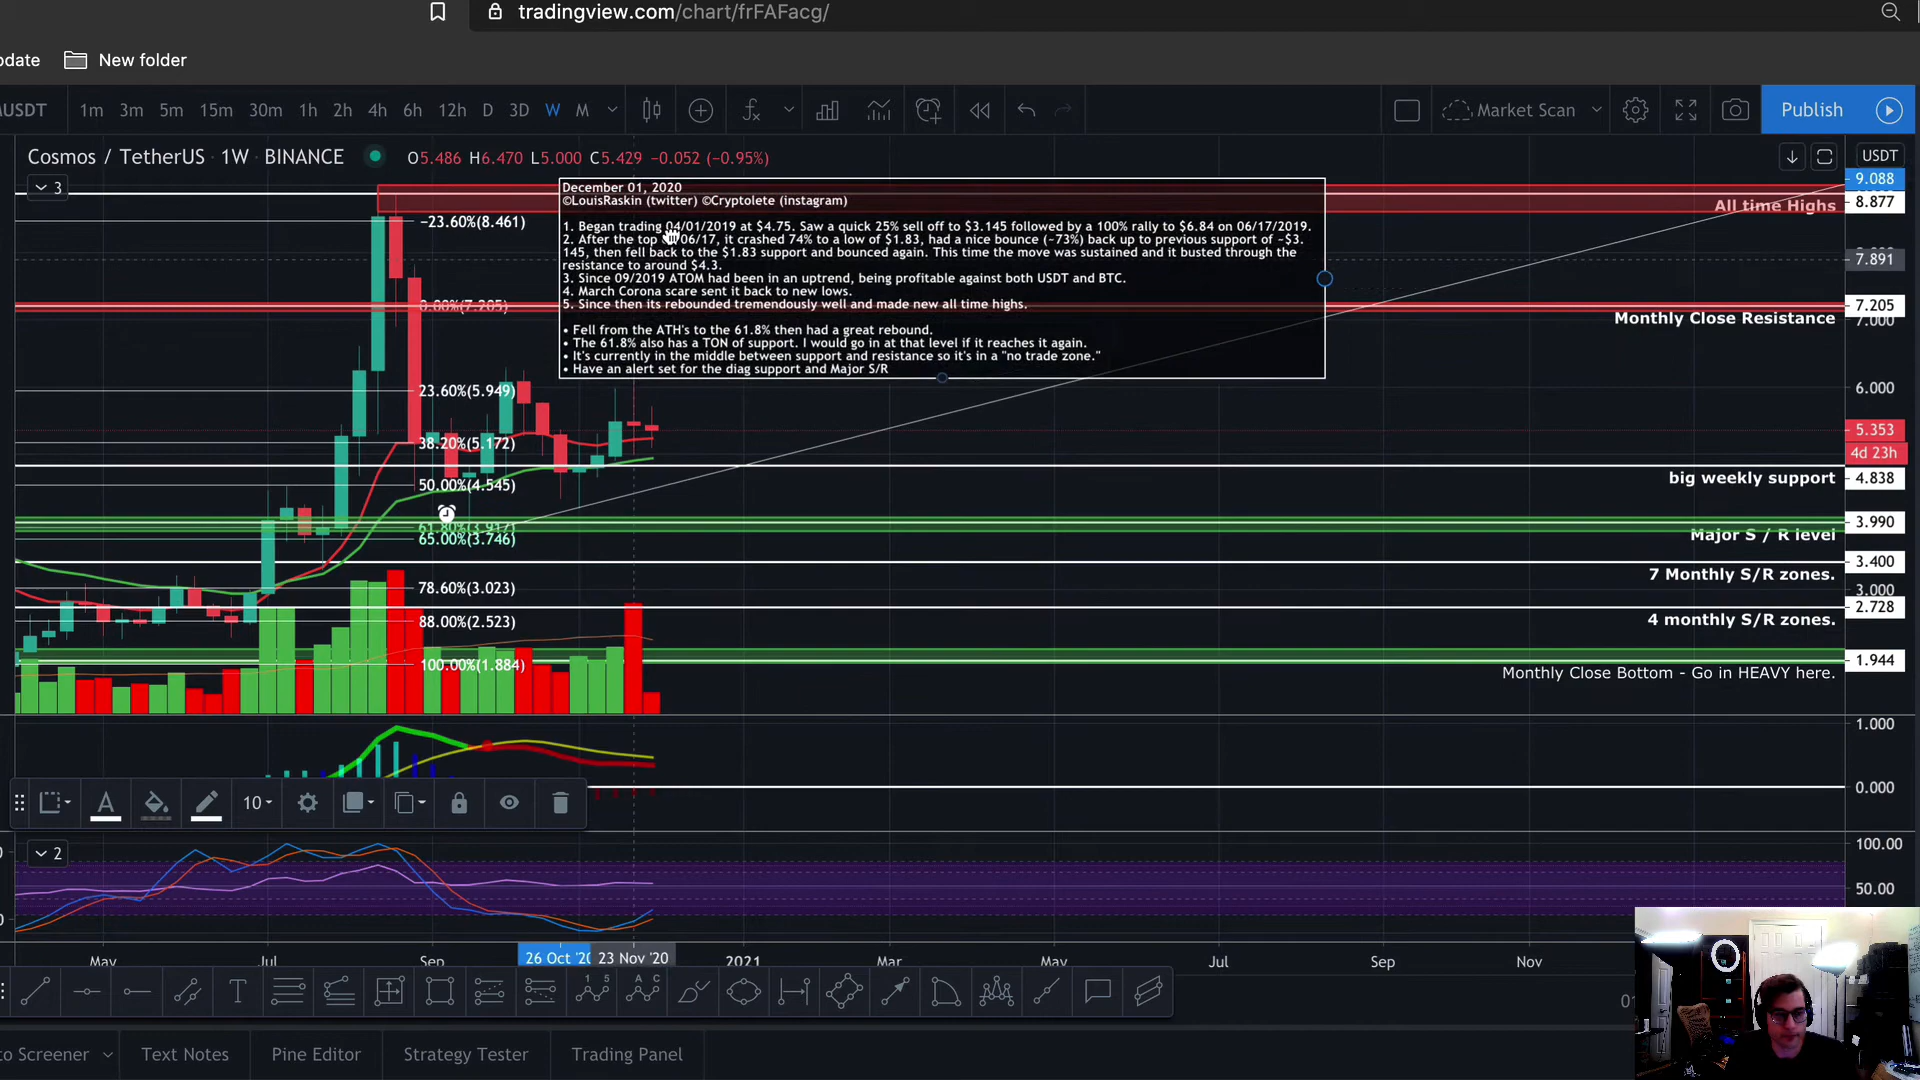 tradingview.com/chart/frFAFacg/
pdate New folder
USDT 1m 3m 5m 15m 30m 1h 2h 4h 6h 12h D 3D W M Market Scan Publish
Cosmos / TetherUS · 1W · BINANCE O5.486 H6.470 L5.000 C5.429 −0.052 (−0.95%) USDT
3
9.088
8.877
All time Highs
December 01, 2020
©LouisRaskin (twitter) ©Cryptolete (instagram)
1. Began trading 04/01/2019 at $4.75. Saw a quick 25% sell off to $3.145 followed by a 100% rally to $6.84 on 06/17/2019.
2. After the top 06/17, it crashed 74% to a low of $1.83, had a nice bounce (~73%) back up to previous support of ~$3.
145, then fell back to the $1.83 support and bounced again. This time the move was sustained and it busted through the
resistance to around $4.3.
3. Since 09/2019 ATOM had been in an uptrend, being profitable against both USDT and BTC.
4. March Corona scare sent it back to new lows.
5. Since then its rebounded tremendously well and made new all time highs.
• Fell from the ATH's to the 61.8% then had a great rebound.
• The 61.8% also has a TON of support. I would go in at that level if it reaches it again.
• It's currently in the middle between support and resistance so it's in a "no trade zone."
• Have an alert set for the diag support and Major S/R
−23.60%(8.461)
7.891
0.00%(7.205)
7.205
Monthly Close Resistance
7.000
23.60%(5.949)
6.000
5.353
4d 23h
38.20%(5.172)
big weekly support
4.838
50.00%(4.545)
61.80%(3.917)
3.990
65.00%(3.746)
Major S / R level
3.400
7 Monthly S/R zones.
78.60%(3.023)
3.000
2.728
88.00%(2.523)
4 monthly S/R zones.
100.00%(1.884)
1.944
Monthly Close Bottom - Go in HEAVY here.
1.000
0.000
10
2
100.00
50.00
May Jul Sep 26 Oct '20 23 Nov '20 2021 Mar May Jul Sep Nov
to Screener Text Notes Pine Editor Strategy Tester Trading Panel